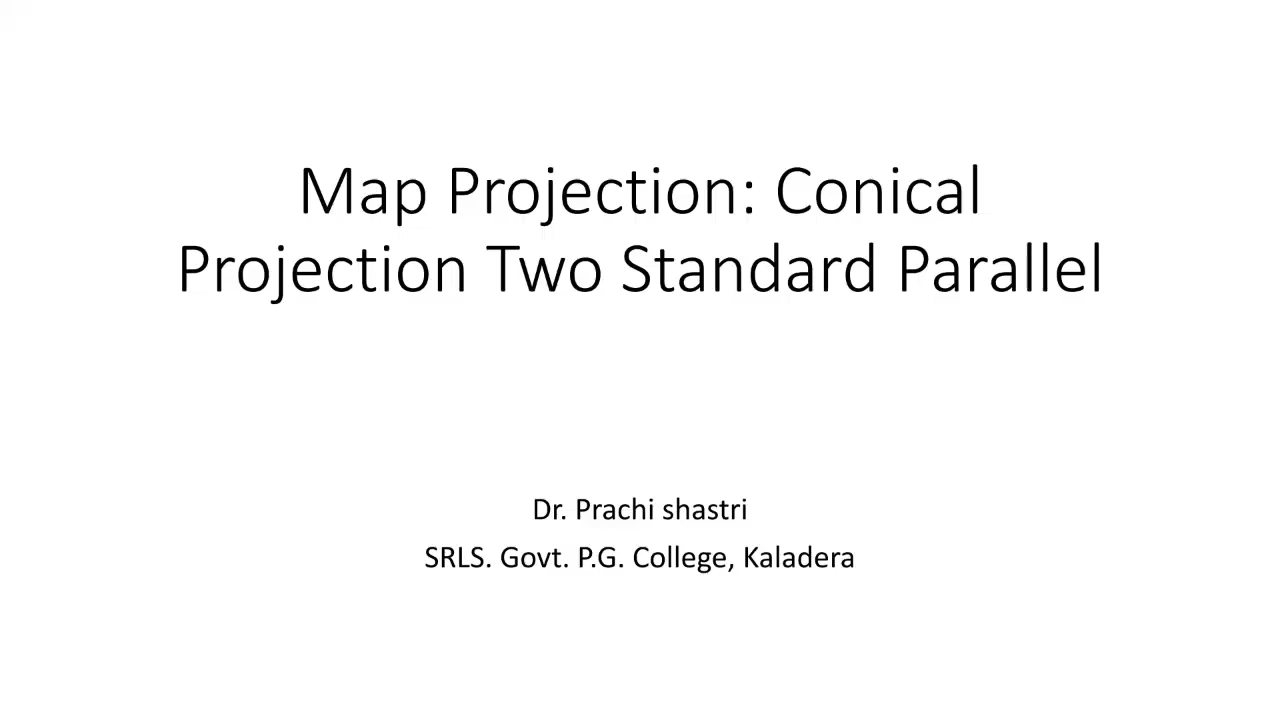 Map Projection: Conical
Projection Two Standard Parallel
Dr. Prachi shastri
SRLS. Govt. P.G. College, Kaladera